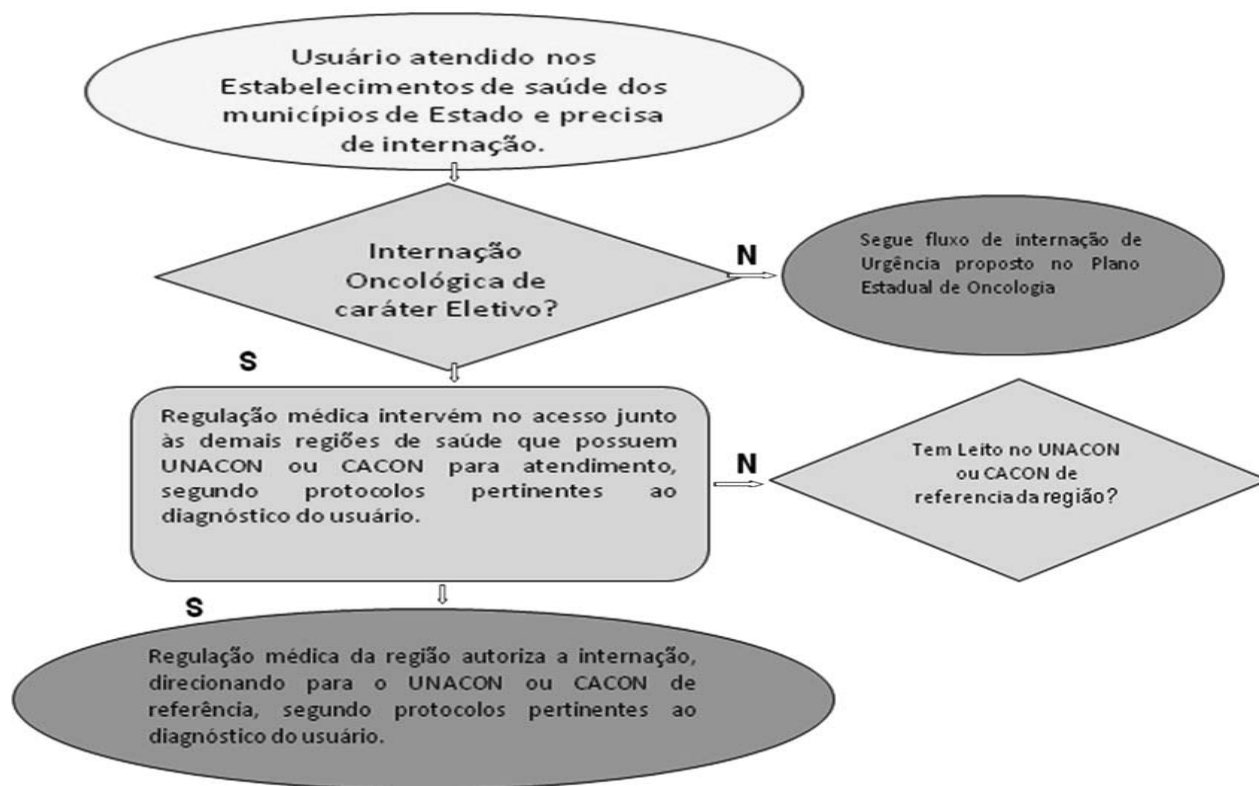 Usuário atendido nos
Estabelecimentos de saúde dos
municípios de Estado e precisa
de internação.
Internação
Oncológica de
caráter Eletivo?
N
Segue fluxo de internação de
Urgência proposto no Plano
Estadual de Oncologia
S
Regulação médica intervém no acesso junto
às demais regiões de saúde que possuem
UNACON ou CACON para atendimento,
segundo protocolos pertinentes ao
diagnóstico do usuário.
N
Tem Leito no UNACON
ou CACON de
referencia da região?
S
Regulação médica da região autoriza a internação,
direcionando para o UNACON ou CACON de
referência, segundo protocolos pertinentes ao
diagnóstico do usuário.